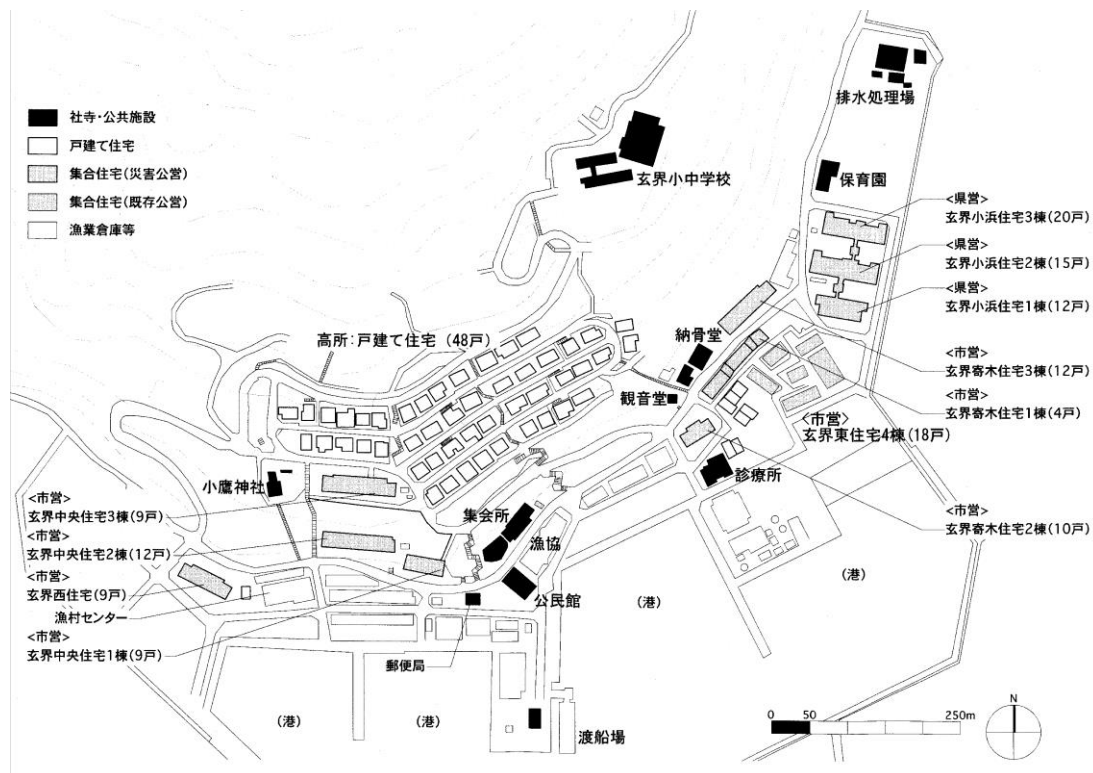 社寺・公共施設
戸建て住宅
集合住宅(災害公営)
集合住宅(既存公営)
漁業倉庫等
排水処理場
玄界小中学校
保育園
<県営>
玄界小浜住宅3棟(20戸)
<県営>
玄界小浜住宅2棟(15戸)
<県営>
玄界小浜住宅1棟(12戸)
高所:戸建て住宅 (48戸)
納骨堂
観音堂
<市営>
玄界寄木住宅3棟(12戸)
<市営>
玄界寄木住宅1棟(4戸)
<市営>
玄界東住宅4棟(18戸)
診療所
<市営>
玄界寄木住宅2棟(10戸)
小鷹神社
<市営>
玄界中央住宅3棟(9戸)
<市営>
玄界中央住宅2棟(12戸)
<市営>
玄界西住宅(9戸)
漁村センター
<市営>
玄界中央住宅1棟(9戸)
集会所
漁協
公民館
郵便局
渡船場
(港)
(港)
(港)
(港)
0 50 250m
N